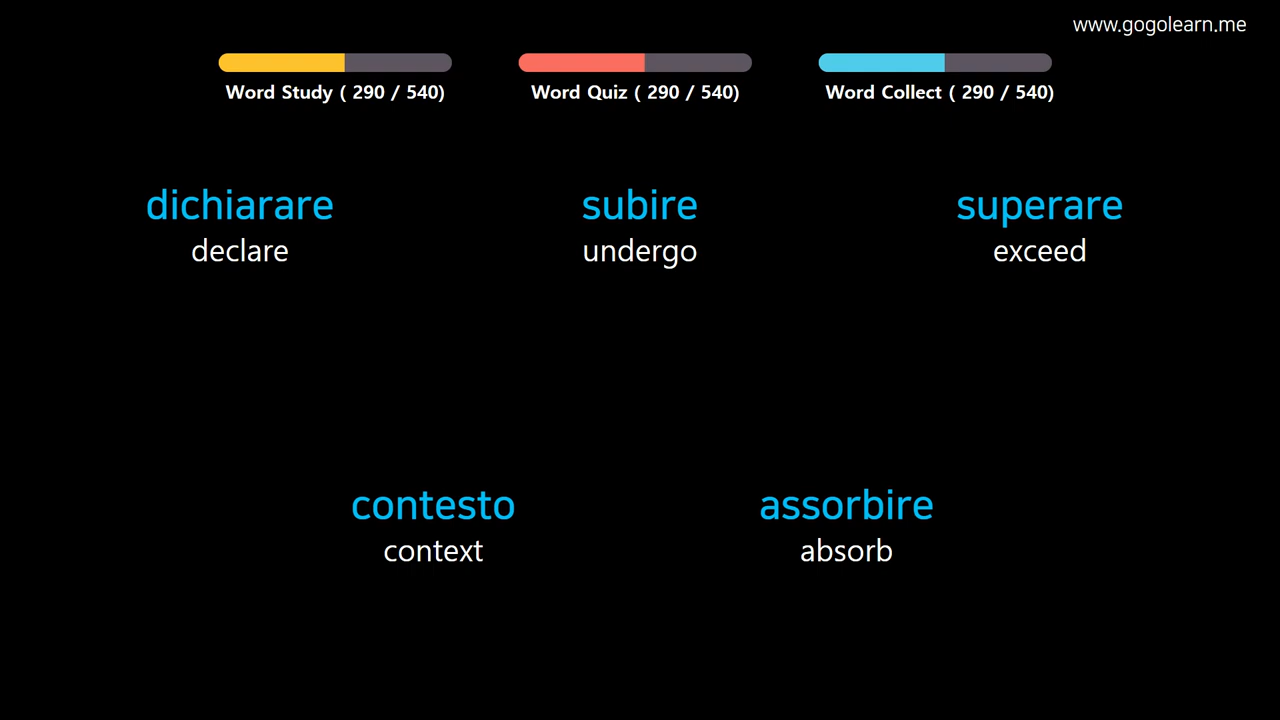 www.gogolearn.me
Word Study ( 290 / 540)
Word Quiz ( 290 / 540)
Word Collect ( 290 / 540)
dichiarare
declare
subire
undergo
superare
exceed
contesto
context
assorbire
absorb